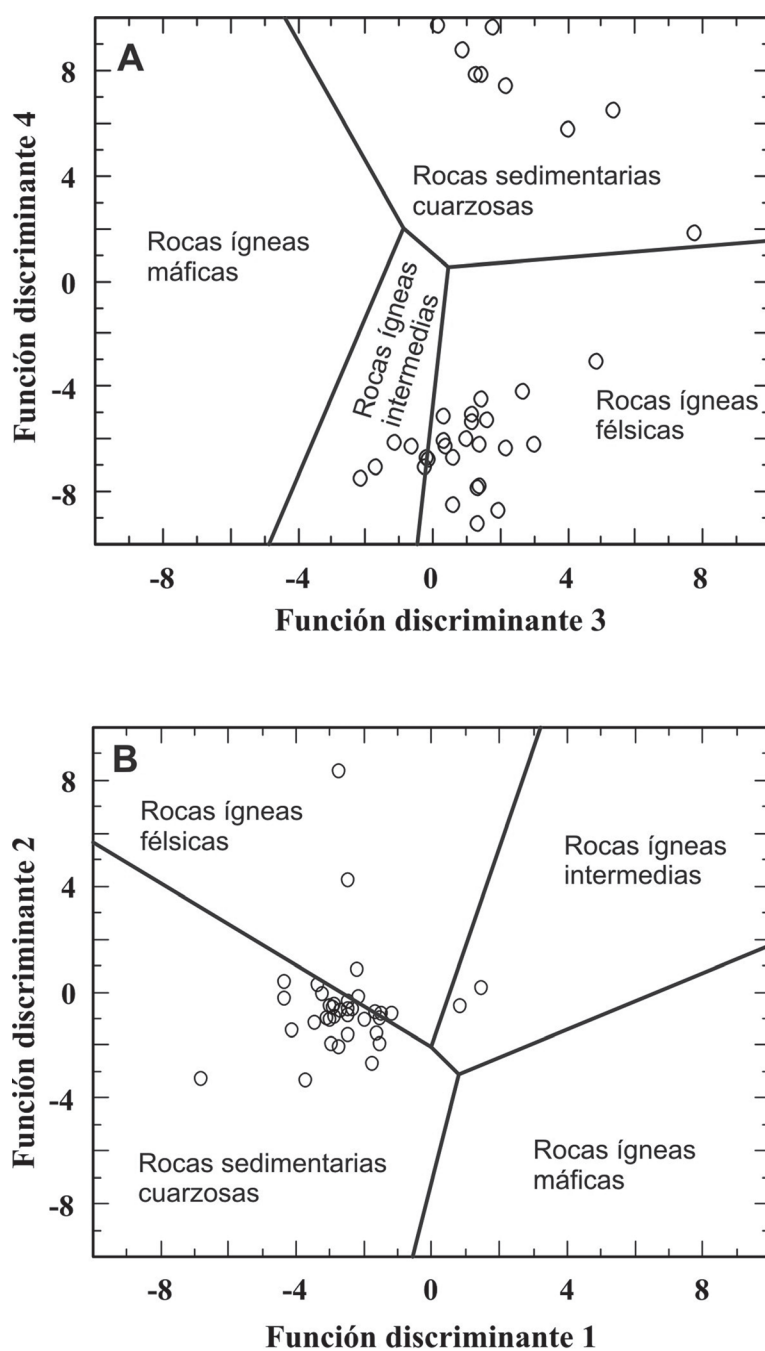 A
8
4
0
-4
-8
Función discriminante 4
Rocas sedimentarias
cuarzosas
Rocas ígneas
máficas
Rocas ígneas
intermedias
Rocas ígneas
félsicas
-8
-4
0
4
8
Función discriminante 3
B
8
4
0
-4
-8
Función discriminante 2
Rocas ígneas
félsicas
Rocas ígneas
intermedias
Rocas sedimentarias
cuarzosas
Rocas ígneas
máficas
-8
-4
0
4
8
Función discriminante 1